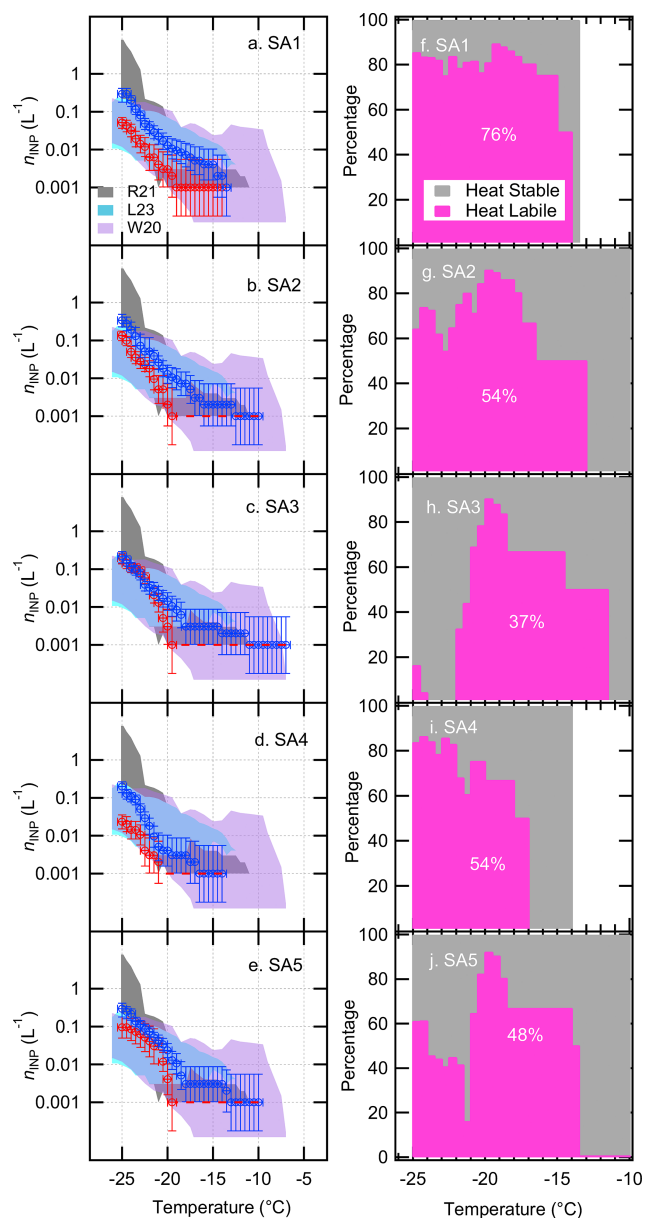 a. SA1
1
0.1
0.01
0.001
n_INP (L⁻¹)
R21
L23
W20
b. SA2
1
0.1
0.01
0.001
n_INP (L⁻¹)
c. SA3
1
0.1
0.01
0.001
n_INP (L⁻¹)
d. SA4
1
0.1
0.01
0.001
n_INP (L⁻¹)
e. SA5
1
0.1
0.01
0.001
n_INP (L⁻¹)
-25 -20 -15 -10 -5
Temperature (°C)
f. SA1
100
80
60
40
20
Percentage
76%
Heat Stable
Heat Labile
g. SA2
100
80
60
40
20
Percentage
54%
h. SA3
100
80
60
40
20
Percentage
37%
i. SA4
100
80
60
40
20
Percentage
54%
j. SA5
100
80
60
40
20
0
Percentage
48%
-25 -20 -15 -10
Temperature (°C)